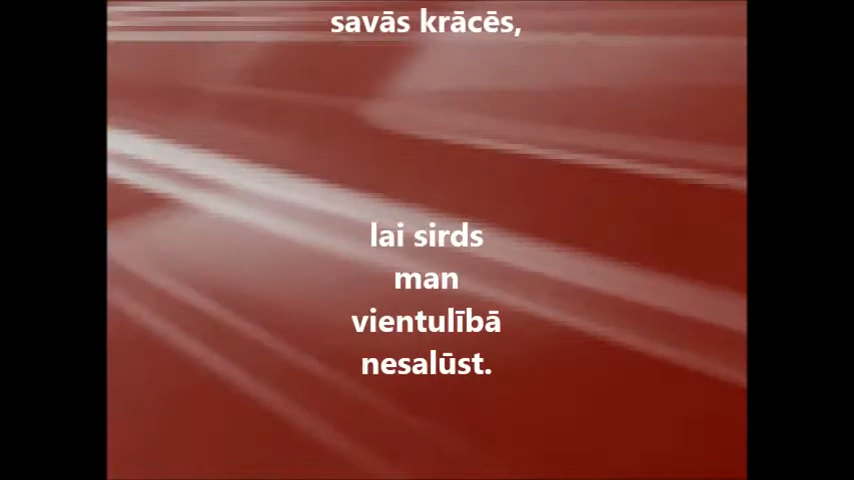 savās krācēs,
lai sirds
man
vientulībā
nesalūst.